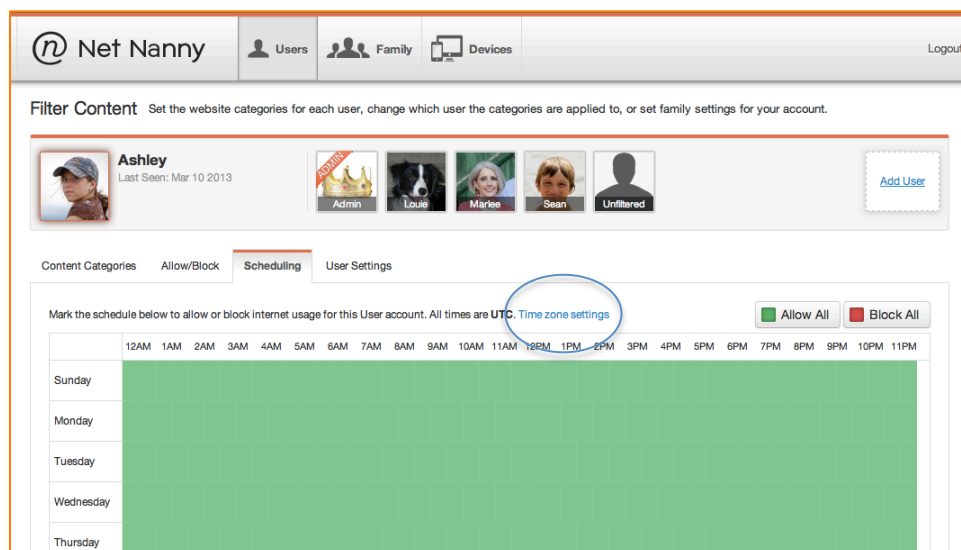 Net Nanny
Users
Family
Devices
Logout
Filter Content Set the website categories for each user, change which user the categories are applied to, or set family settings for your account.
Ashley
Last Seen: Mar 10 2013
ADMIN
Admin
Louie
Marlee
Sean
Unfiltered
Add User
Content Categories Allow/Block Scheduling User Settings
Mark the schedule below to allow or block internet usage for this User account. All times are UTC. Time zone settings
Allow All
Block All
12AM 1AM 2AM 3AM 4AM 5AM 6AM 7AM 8AM 9AM 10AM 11AM 12PM 1PM 2PM 3PM 4PM 5PM 6PM 7PM 8PM 9PM 10PM 11PM
Sunday
Monday
Tuesday
Wednesday
Thursday